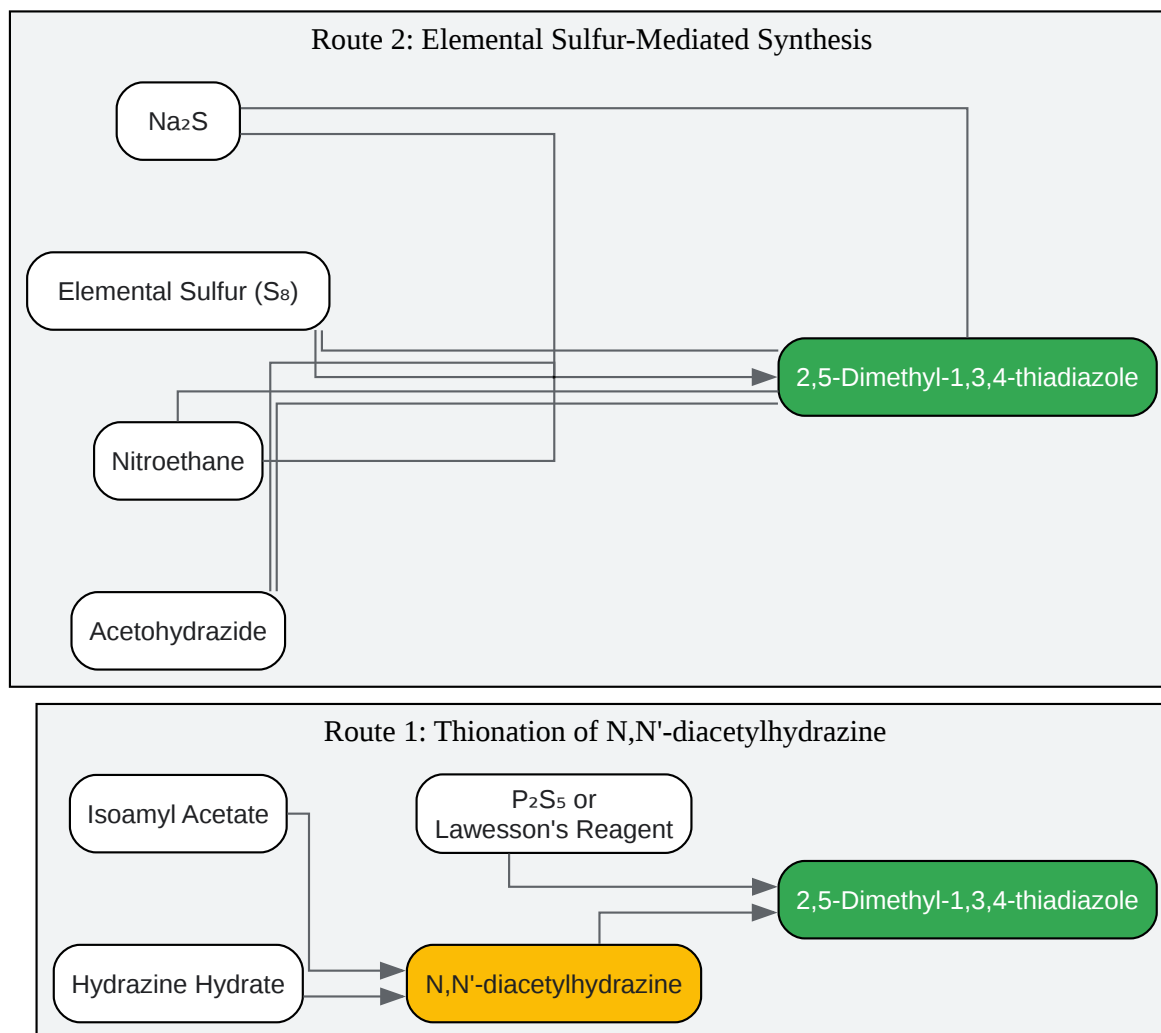 Route 2: Elemental Sulfur-Mediated Synthesis
Na₂S
Elemental Sulfur (S₈)
2,5-Dimethyl-1,3,4-thiadiazole
Nitroethane
Acetohydrazide
Route 1: Thionation of N,N'-diacetylhydrazine
Isoamyl Acetate
P₂S₅ or
Lawesson's Reagent
2,5-Dimethyl-1,3,4-thiadiazole
Hydrazine Hydrate
N,N'-diacetylhydrazine